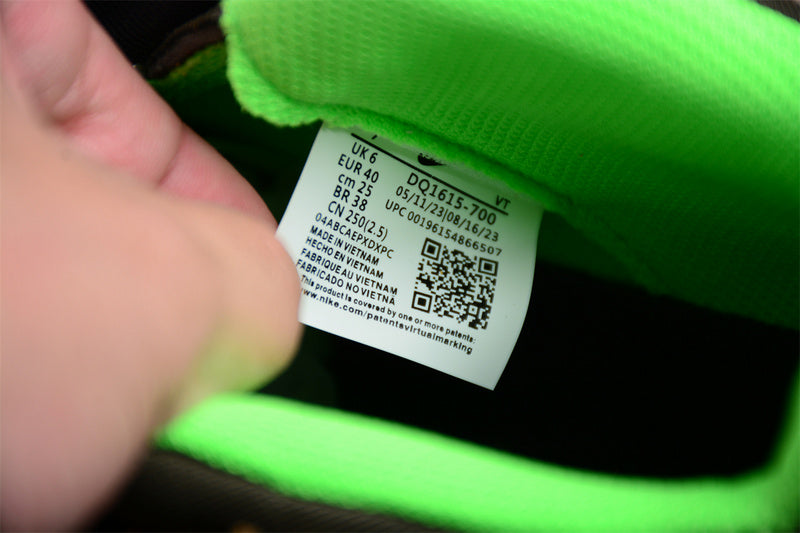 UK 6
EUR 40
cm 25
BR 38
CN 250(2.5)
04ABCAEPXDXPC
MADE IN VIETNAM
HECHO EN VIETNAM
FABRIQUE AU VIETNAM
FABRICADO NO VIETNÃ
This product is covered by one or more patents:
www.nike.com/patentsvirtualmarking
VT
DQ1615-700
05/11/23|08/16/23
UPC 00196154866507